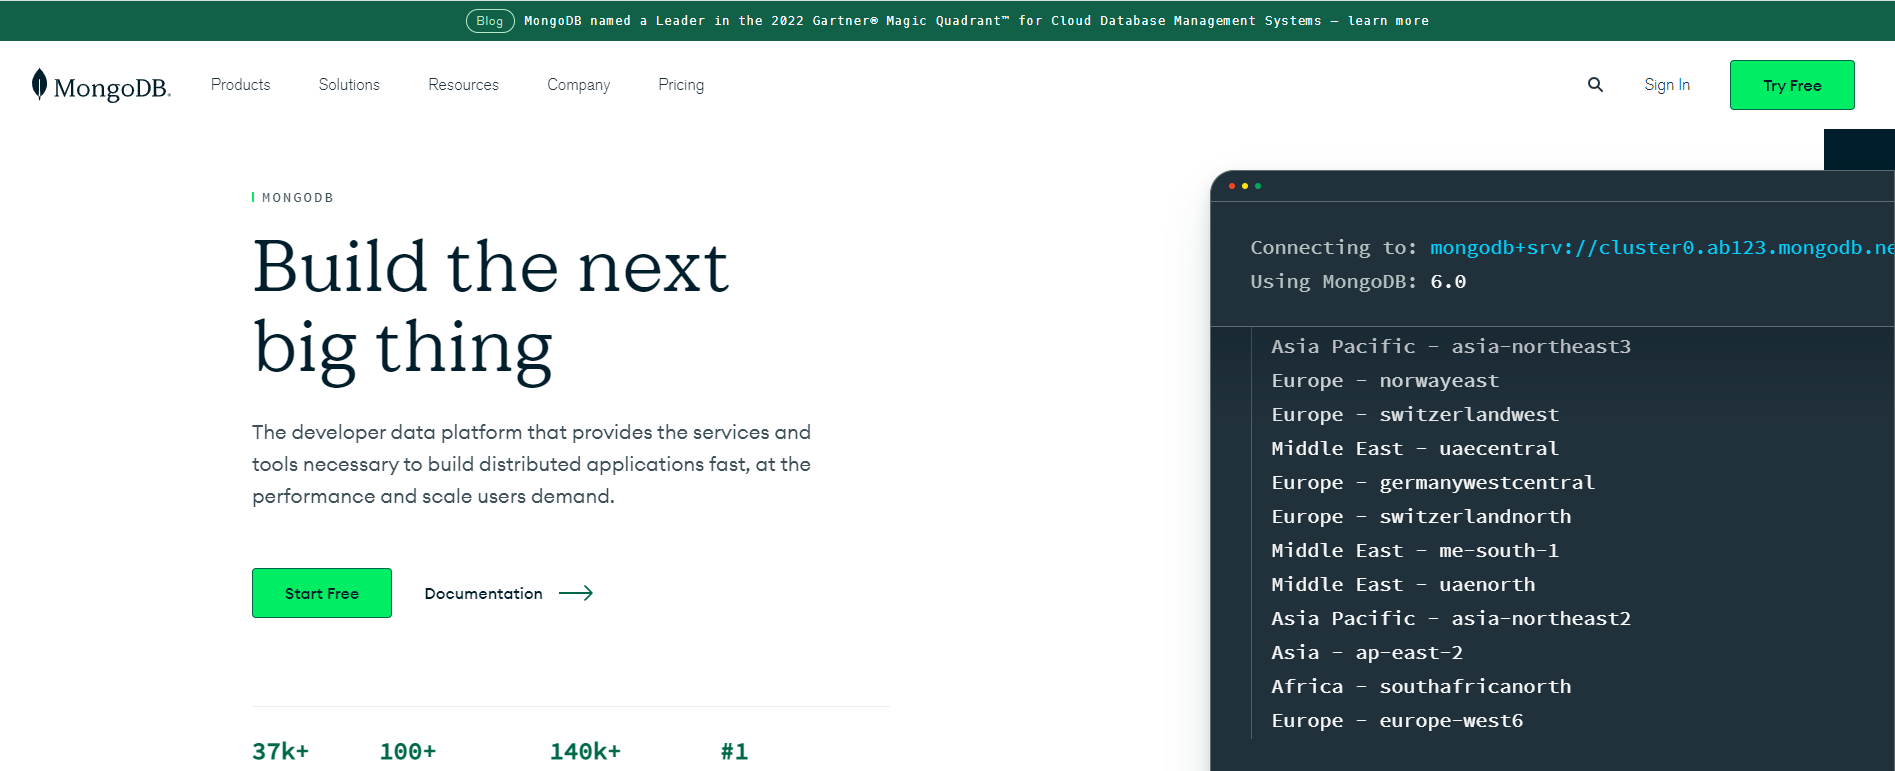 Blog MongoDB named a Leader in the 2022 Gartner® Magic Quadrant™ for Cloud Database Management Systems — learn more
MongoDB. Products Solutions Resources Company Pricing Sign In Try Free
MONGODB
Build the next
big thing
The developer data platform that provides the services and
tools necessary to build distributed applications fast, at the
performance and scale users demand.
Start Free Documentation
37k+ 100+ 140k+ #1
Connecting to: mongodb+srv://cluster0.ab123.mongodb.ne
Using MongoDB: 6.0
Asia Pacific - asia-northeast3
Europe - norwayeast
Europe - switzerlandwest
Middle East - uaecentral
Europe - germanywestcentral
Europe - switzerlandnorth
Middle East - me-south-1
Middle East - uaenorth
Asia Pacific - asia-northeast2
Asia - ap-east-2
Africa - southafricanorth
Europe - europe-west6